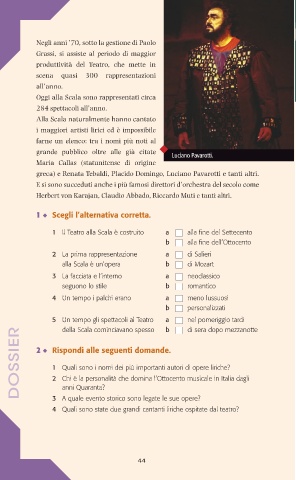 Negli anni '70, sotto la gestione di Paolo
Grassi, si assiste al periodo di maggior
produttività del Teatro, che mette in
scena quasi 300 rappresentazioni
all'anno.
Oggi alla Scala sono rappresentati circa
284 spettacoli all'anno.
Alla Scala naturalmente hanno cantato
i maggiori artisti lirici ed è impossibile
farne un elenco: tra i nomi più noti al
grande pubblico oltre alle già citate
Maria Callas (statunitense di origine
greca) e Renata Tebaldi, Placido Domingo, Luciano Pavarotti e tanti altri.
E si sono succeduti anche i più famosi direttori d'orchestra del secolo come
Herbert von Karajan, Claudio Abbado, Riccardo Muti e tanti altri.
Luciano Pavarotti.
1 Scegli l'alternativa corretta.
1 Il Teatro alla Scala è costruito a alla fine del Settecento
b alla fine dell'Ottocento
2 La prima rappresentazione a di Salieri
alla Scala è un'opera b di Mozart
3 La facciata e l'interno a neoclassico
seguono lo stile b romantico
4 Un tempo i palchi erano a meno lussuosi
b personalizzati
5 Un tempo gli spettacoli al Teatro a nel pomeriggio tardi
della Scala cominciavano spesso b di sera dopo mezzanotte
2 Rispondi alle seguenti domande.
1 Quali sono i nomi dei più importanti autori di opere liriche?
2 Chi è la personalità che domina l'Ottocento musicale in Italia dagli
anni Quaranta?
3 A quale evento storico sono legate le sue opere?
4 Quali sono state due grandi cantanti liriche ospitate dal teatro?
DOSSIER
44